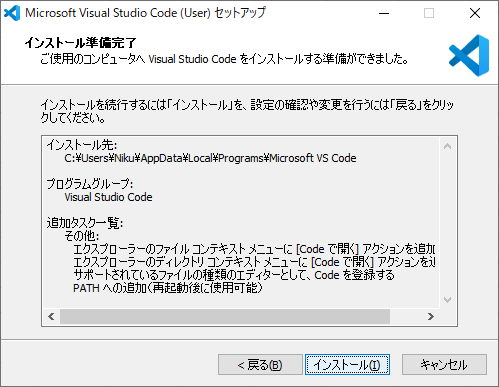 Microsoft Visual Studio Code (User) セットアップ
インストール準備完了
ご使用のコンピュータへ Visual Studio Code をインストールする準備ができました。
インストールを続行するには「インストール」を、設定の確認や変更を行うには「戻る」をクリッ
クしてください。
インストール先:
C:¥Users¥Niku¥AppData¥Local¥Programs¥Microsoft VS Code
プログラムグループ:
Visual Studio Code
追加タスク一覧:
その他:
エクスプローラーのファイル コンテキスト メニューに [Code で開く] アクションを追加
エクスプローラーのディレクトリ コンテキスト メニューに [Code で開く] アクションを
サポートされているファイルの種類のエディターとして、Code を登録する
PATH への追加（再起動後に使用可能）
< 戻る(B)
インストール(I)
キャンセル